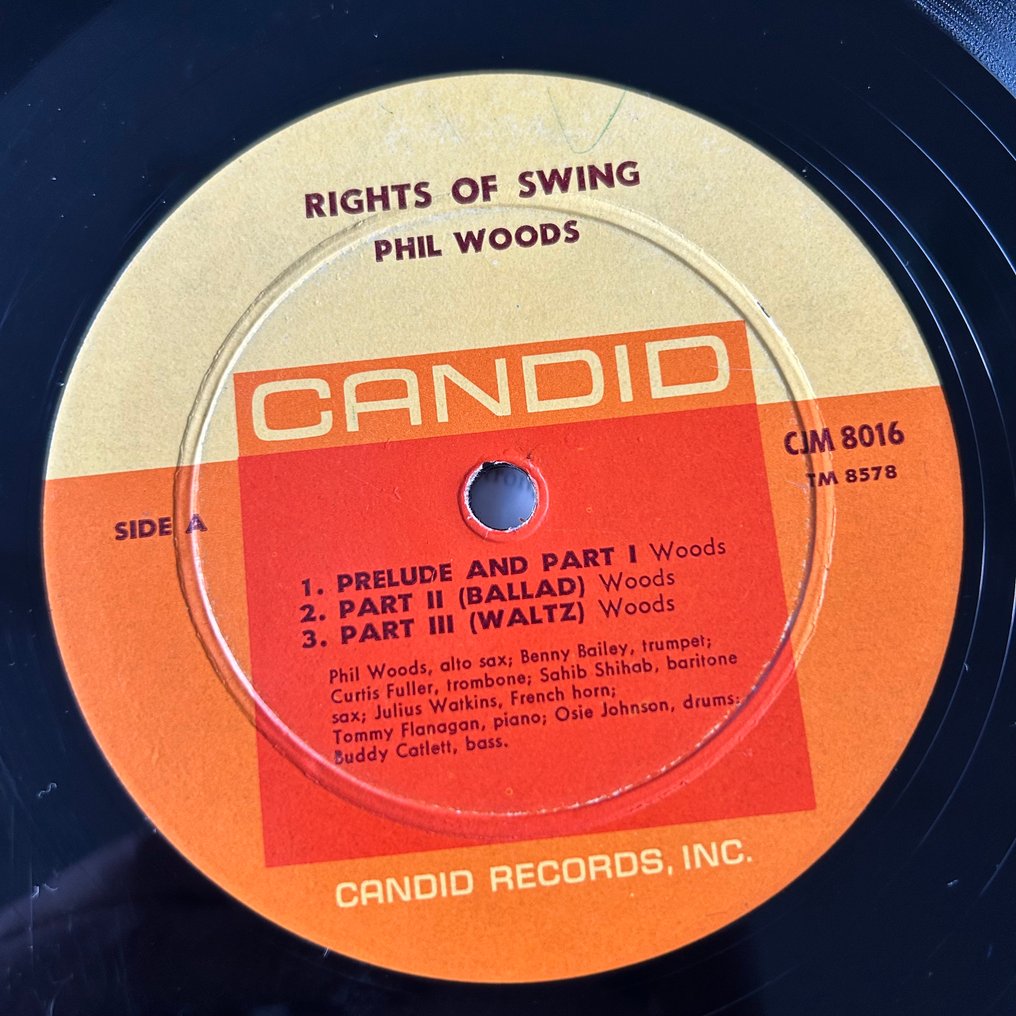 RIGHTS OF SWING
PHIL WOODS
CANDID
CJM 8016
TM 8578
SIDE A
1. PRELUDE AND PART I Woods
2. PART II (BALLAD) Woods
3. PART III (WALTZ) Woods
Phil Woods, alto sax; Benny Bailey, trumpet;
Curtis Fuller, trombone; Sahib Shihab, baritone
sax; Julius Watkins, French horn;
Tommy Flanagan, piano; Osie Johnson, drums;
Buddy Catlett, bass.
CANDID RECORDS, INC.